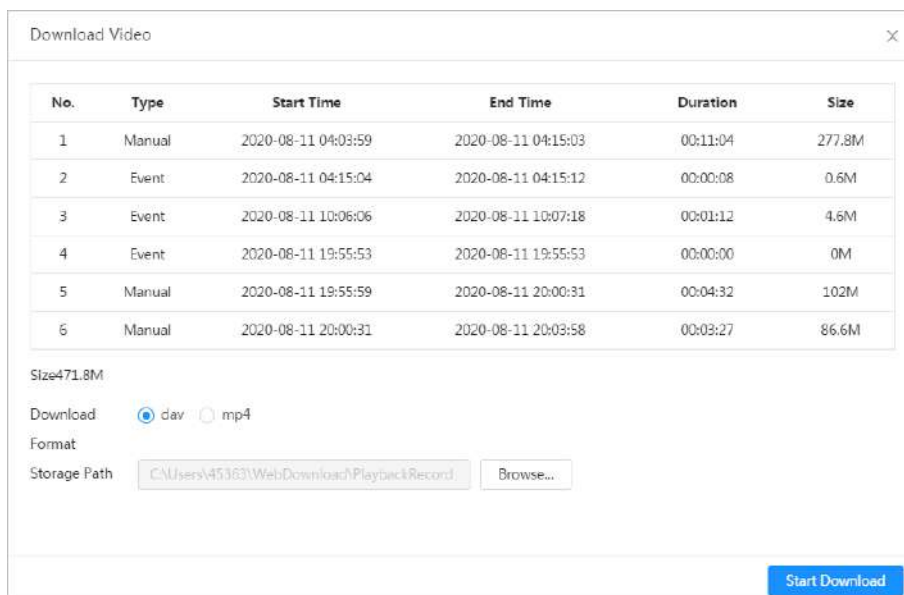 Download Video
No. Type Start Time End Time Duration Size
1 Manual 2020-08-11 04:03:59 2020-08-11 04:15:03 00:11:04 277.8M
2 Event 2020-08-11 04:15:04 2020-08-11 04:15:12 00:00:08 0.6M
3 Event 2020-08-11 10:06:06 2020-08-11 10:07:18 00:01:12 4.6M
4 Event 2020-08-11 19:55:53 2020-08-11 19:55:53 00:00:00 0M
5 Manual 2020-08-11 19:55:59 2020-08-11 20:00:31 00:04:32 102M
6 Manual 2020-08-11 20:00:31 2020-08-11 20:03:58 00:03:27 86.6M
Size471.8M
Download dav mp4
Format
Storage Path C:\Users\45363\WebDownload\PlaybackRecord Browse...
Start Download